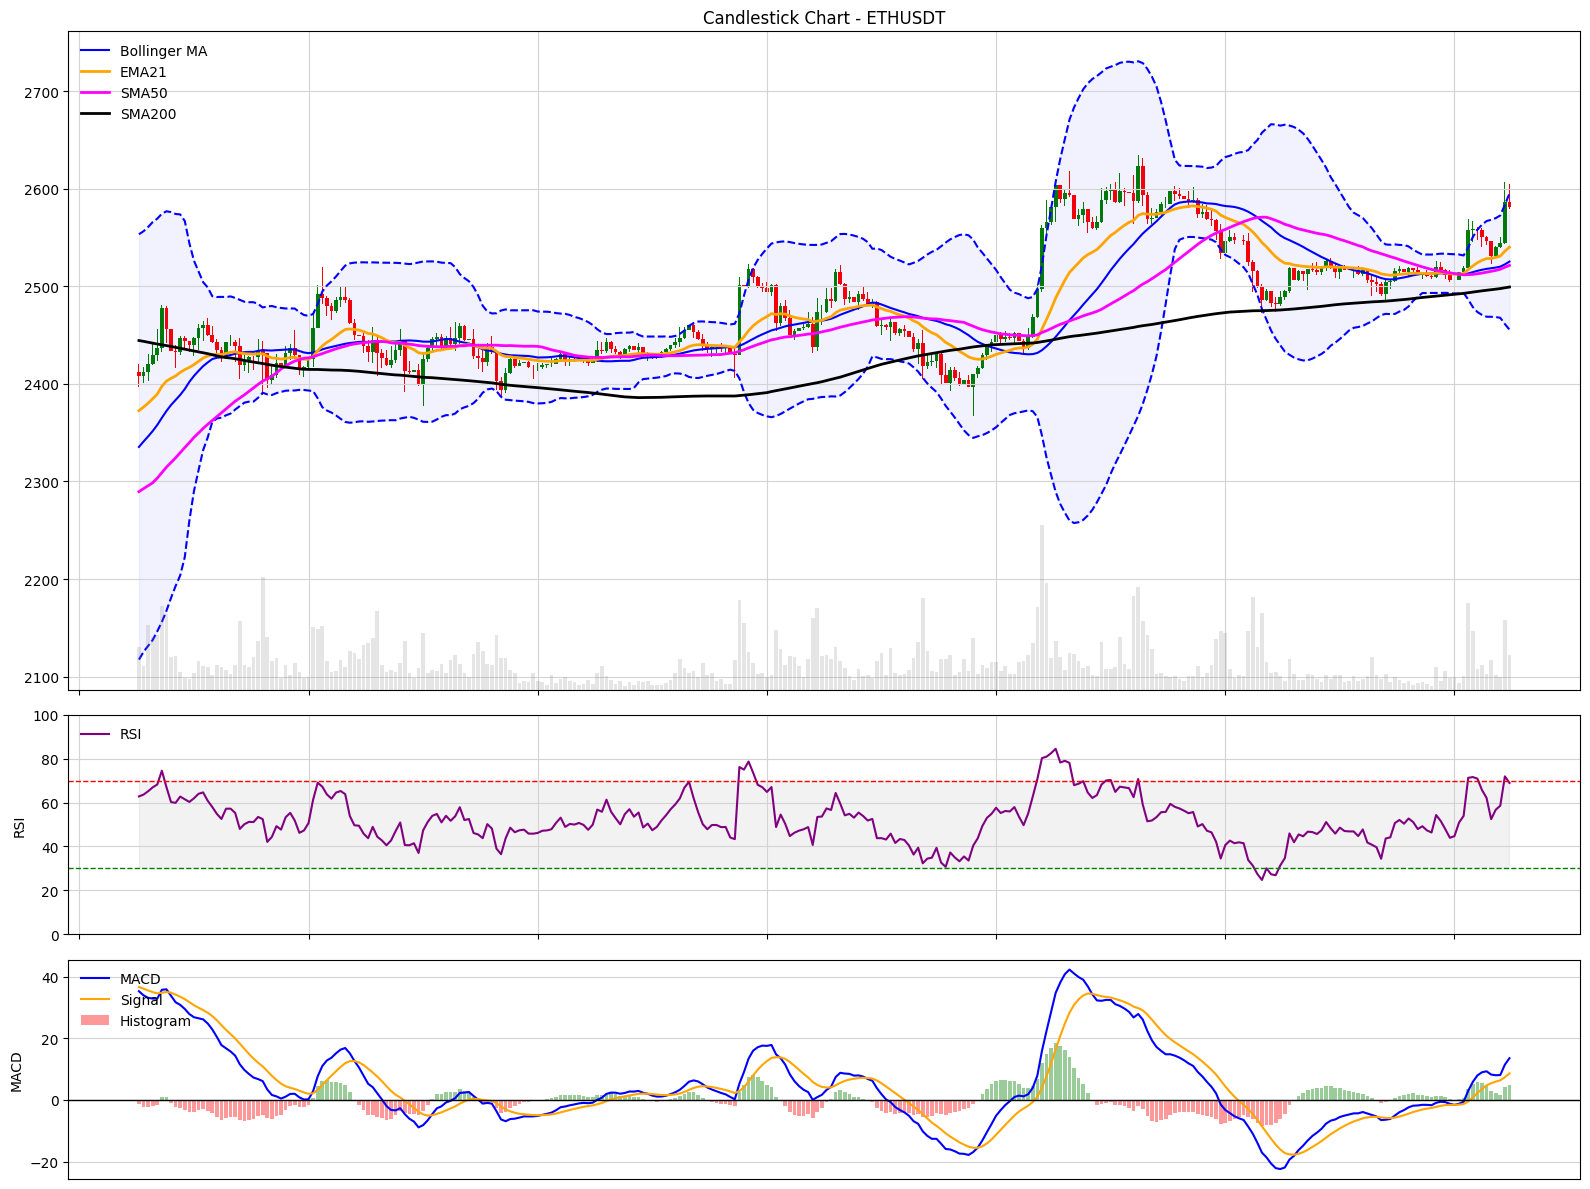 Candlestick Chart - ETHUSDT
Bollinger MA
EMA21
SMA50
SMA200
2700
2600
2500
2400
2300
2200
2100
100
RSI
80
60
RSI
40
20
0
40
MACD
Signal
Histogram
20
MACD
0
−20